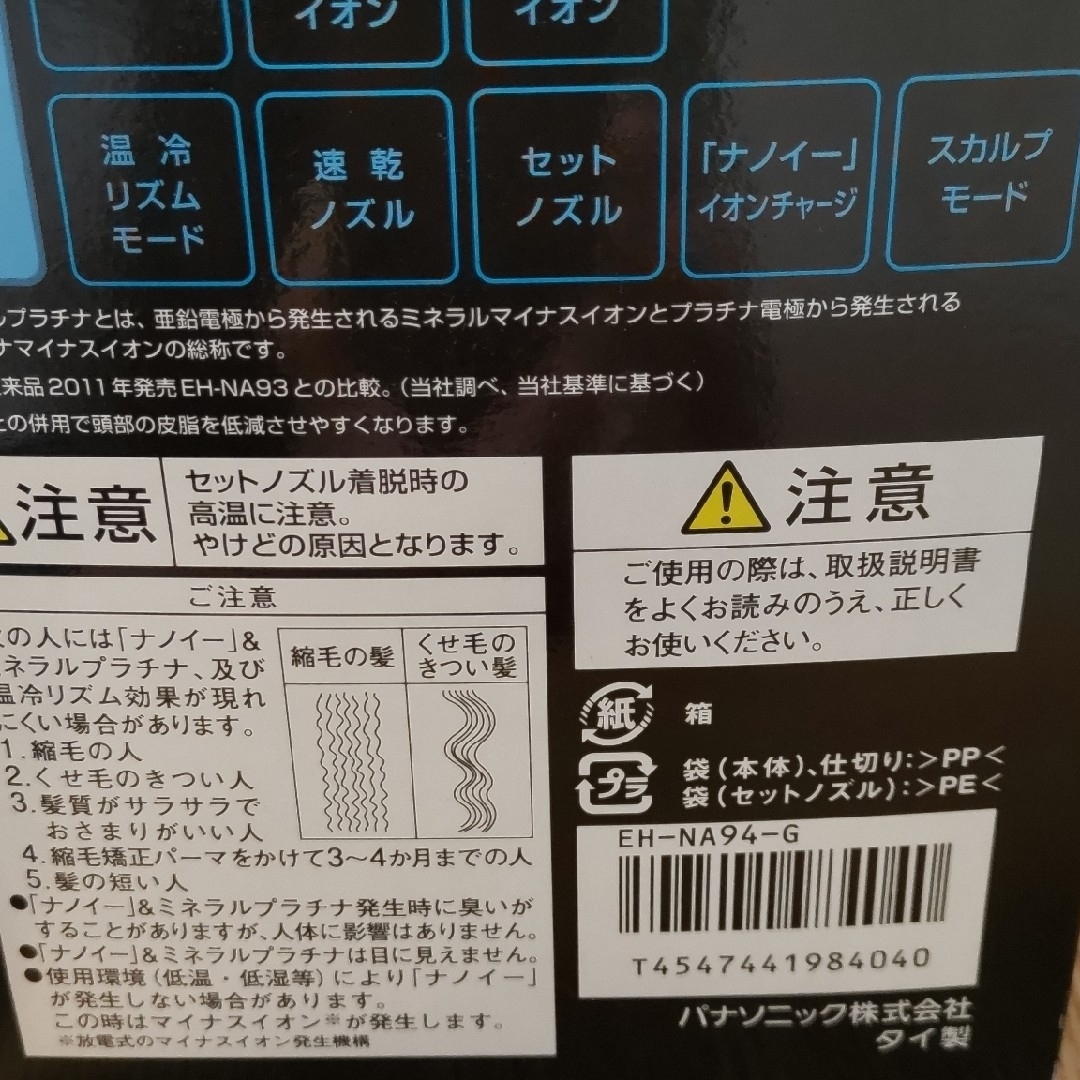 イオン
イオン
温冷
リズム
モード
速乾
ノズル
セット
ノズル
「ナノイー」
イオンチャージ
スカルプ
モード
プラチナとは、亜鉛電極から発生されるミネラルマイナスイオンとプラチナ電極から発生される
ナマイナスイオンの総称です。
来品2011年発売EH-NA93との比較。（当社調べ、当社基準に基づく）
の併用で頭部の皮脂を低減させやすくなります。
注意
セットノズル着脱時の
高温に注意。
やけどの原因となります。
ご注意
の人には「ナノイー」&
ネラルプラチナ、及び
温冷リズム効果が現れ
にくい場合があります。
1.縮毛の人
2.くせ毛のきつい人
3.髪質がサラサラで
おさまりがいい人
4.縮毛矯正パーマをかけて3～4か月までの人
5.髪の短い人
縮毛の髪
くせ毛の
きつい髪
●「ナノイー」&ミネラルプラチナ発生時に臭いが
することがありますが、人体に影響はありません。
●「ナノイー」&ミネラルプラチナは目に見えません。
●使用環境（低温・低湿等）により「ナノイー」
が発生しない場合があります。
この時はマイナスイオン※が発生します。
※放電式のマイナスイオン発生機構
注意
ご使用の際は、取扱説明書
をよくお読みのうえ、正しく
お使いください。
紙 箱
プラ 袋（本体）、仕切り：>PP<
袋（セットノズル）：>PE<
EH-NA94-G
T4547441984040
パナソニック株式会社
タイ製